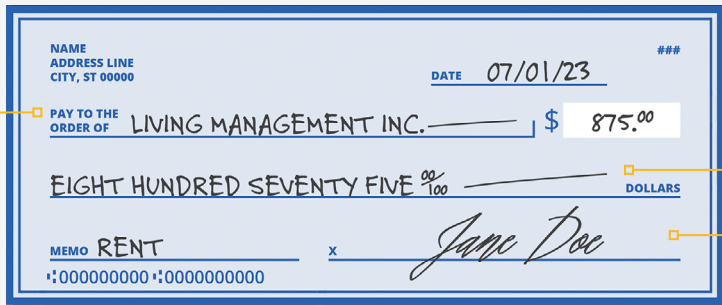 NAME
ADDRESS LINE
CITY, ST 00000
###
DATE 07/01/23
PAY TO THE
ORDER OF LIVING MANAGEMENT INC. $ 875.00
EIGHT HUNDRED SEVENTY FIVE 00/100 DOLLARS
MEMO RENT X Jane Doe
⑆000000000 ⑆0000000000